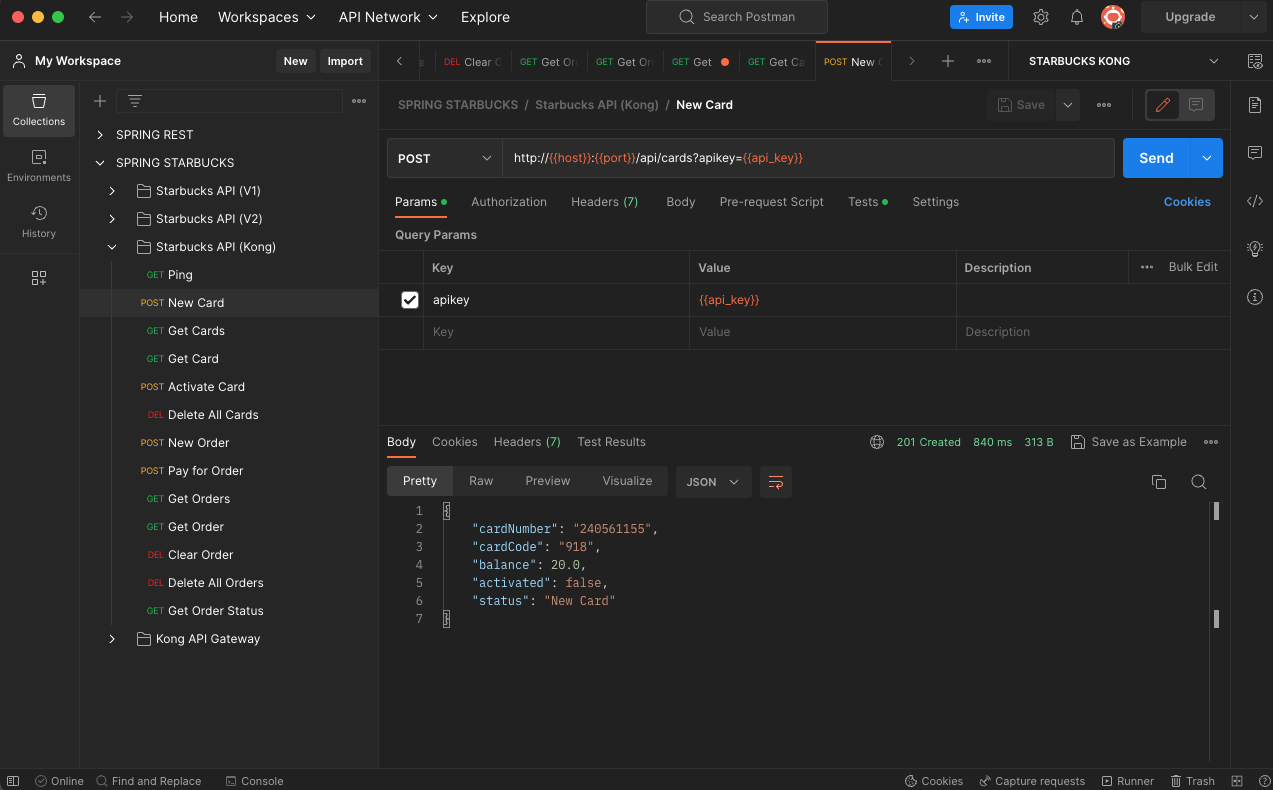 Home Workspaces API Network Explore Search Postman Invite Upgrade
My Workspace New Import
DEL Clear GET Get Or GET Get Or GET Get GET Get Ca POST New STARBUCKS KONG
Collections
Environments
History
SPRING REST
SPRING STARBUCKS
Starbucks API (V1)
Starbucks API (V2)
Starbucks API (Kong)
GET Ping
POST New Card
GET Get Cards
GET Get Card
POST Activate Card
DEL Delete All Cards
POST New Order
POST Pay for Order
GET Get Orders
GET Get Order
DEL Clear Order
DEL Delete All Orders
GET Get Order Status
Kong API Gateway
SPRING STARBUCKS / Starbucks API (Kong) / New Card Save
POST http://{{host}}:{{port}}/api/cards?apikey={{api_key}} Send
Params Authorization Headers (7) Body Pre-request Script Tests Settings Cookies
Query Params
Key Value Description Bulk Edit
apikey {{api_key}}
Key Value Description
Body Cookies Headers (7) Test Results 201 Created 840 ms 313 B Save as Example
Pretty Raw Preview Visualize JSON
1 {
2 "cardNumber": "240561155",
3 "cardCode": "918",
4 "balance": 20.0,
5 "activated": false,
6 "status": "New Card"
7 }
Online Find and Replace Console Cookies Capture requests Runner Trash